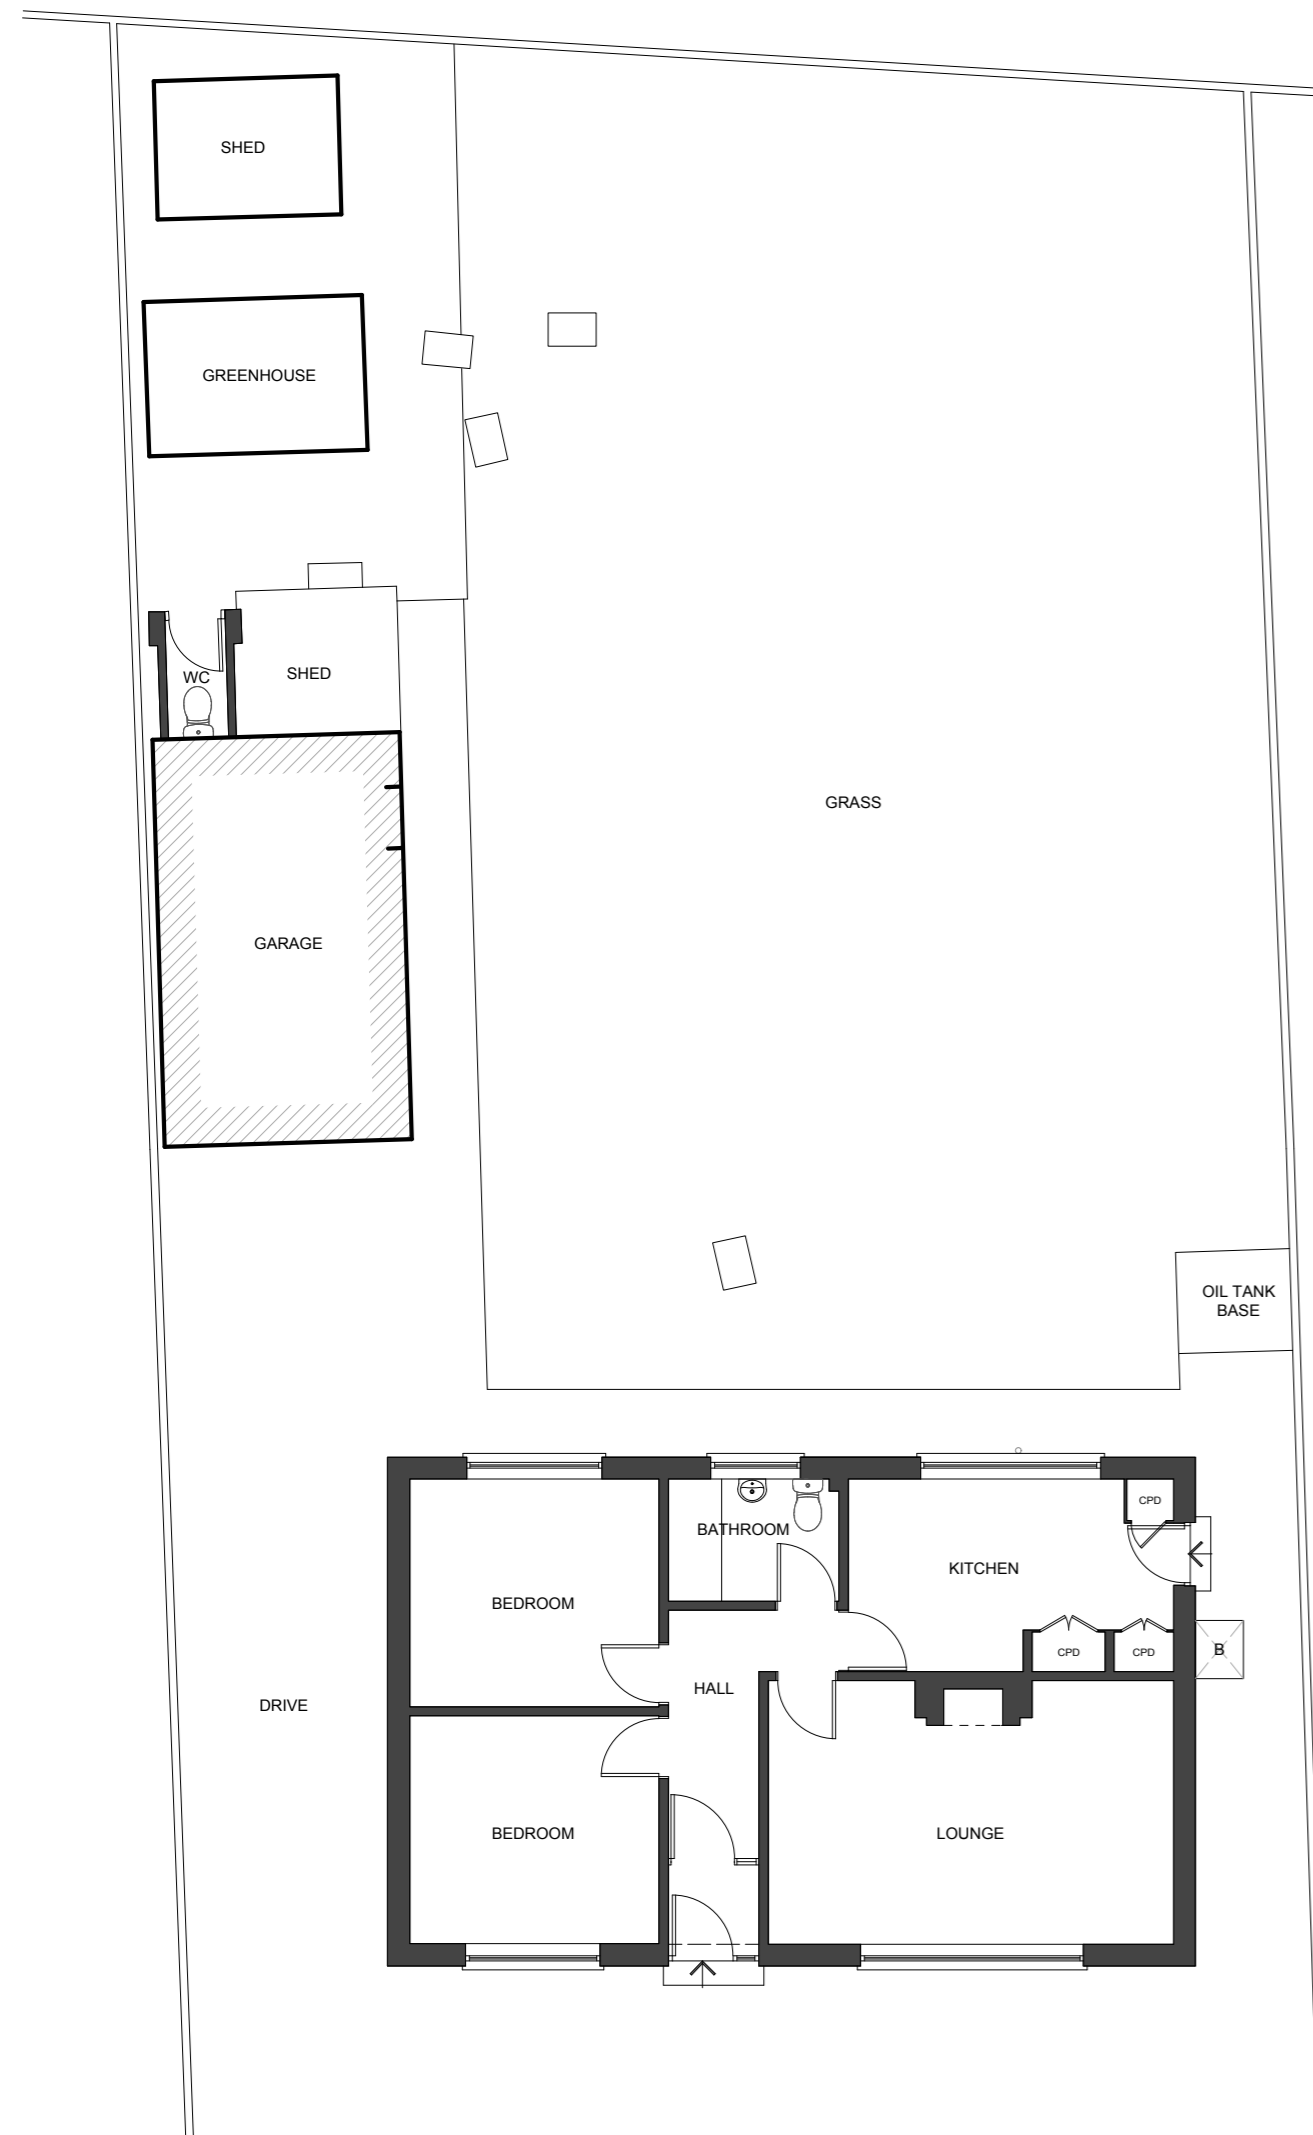 SHED
GREENHOUSE
WC
SHED
GRASS
GARAGE
OIL TANK
BASE
CPD
BATHROOM
KITCHEN
BEDROOM
CPD
CPD
B
HALL
DRIVE
BEDROOM
LOUNGE